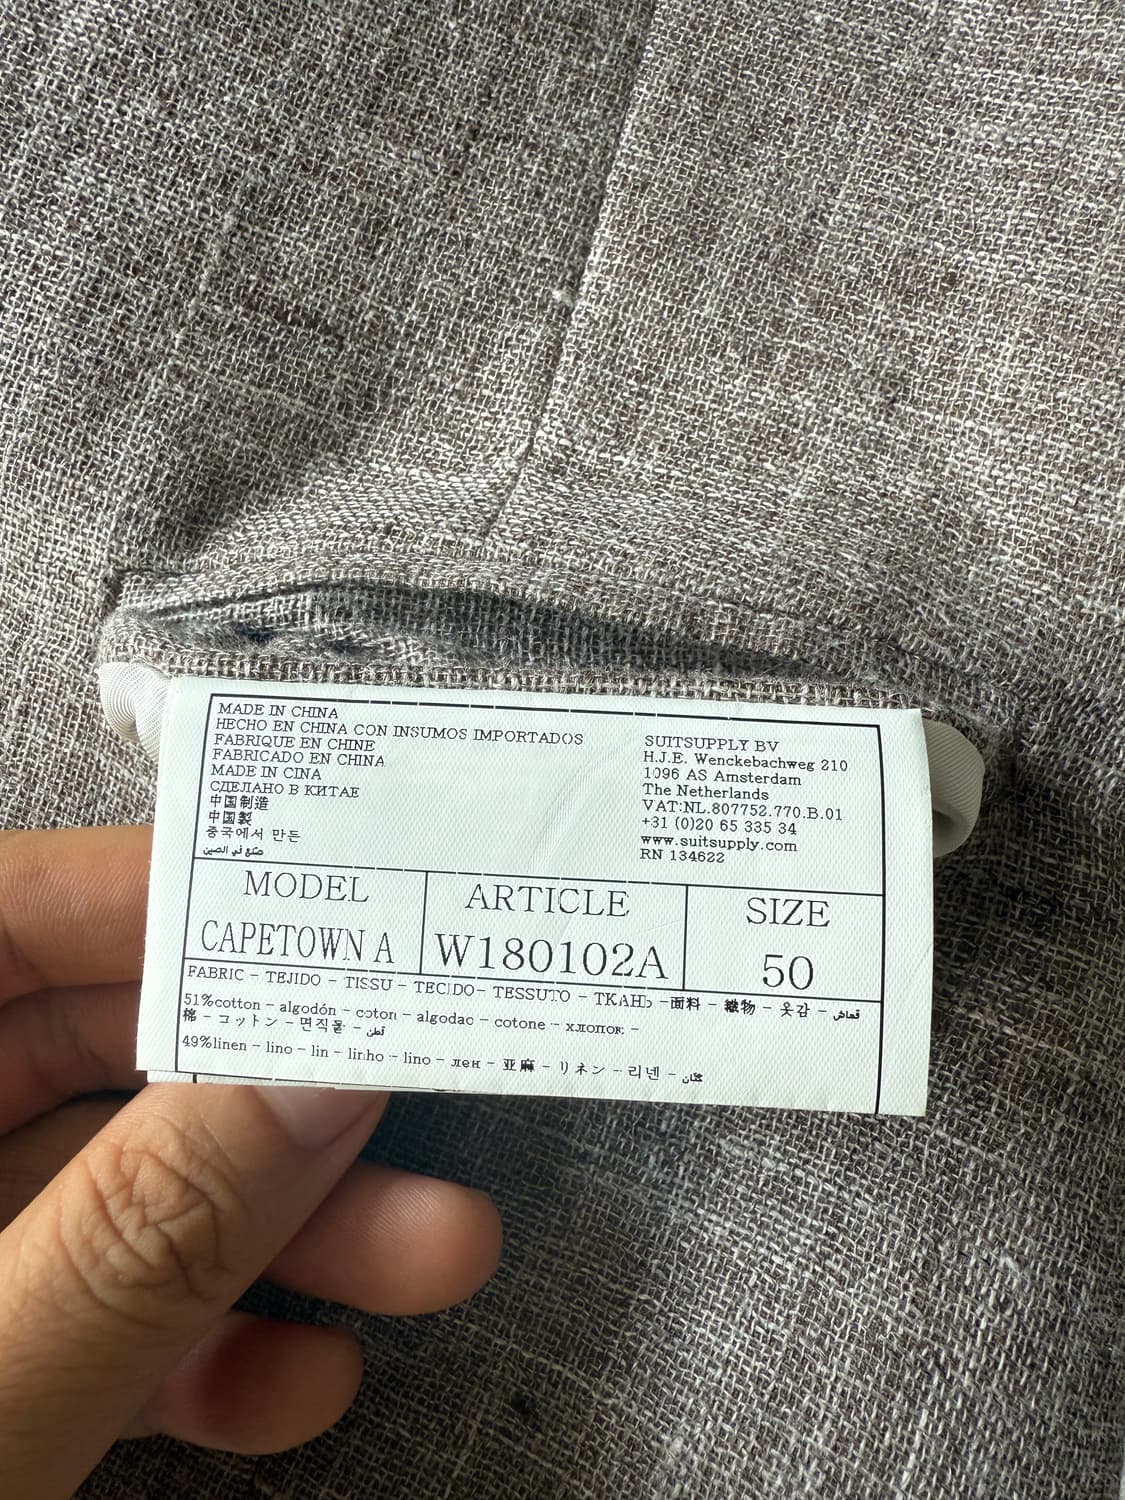 MADE IN CHINA
HECHO EN CHINA CON INSUMOS IMPORTADOS
FABRIQUE EN CHINE
FABRICADO EN CHINA
MADE IN CINA
СДЕЛАНО В КИТАЕ
中国制造
中国製
중국에서 만든
صنع في الصين
SUITSUPPLY BV
H.J.E. Wenckebachweg 210
1096 AS Amsterdam
The Netherlands
VAT:NL.807752.770.B.01
+31 (0)20 65 335 34
www.suitsupply.com
RN 134622
MODEL
CAPETOWN A
ARTICLE
W180102A
SIZE
50
FABRIC - TEJIDO - TISSU - TECIDO- TESSUTO - TKAHЬ -面料 - 織物 - 옷감 - قماش
51%cotton - algodón - coton - algodao - cotone - хлопок -
棉 - コットン - 면직물 - قطن
49%linen - lino - lin - linho - lino - лен - 亚麻 - リネン - 리넨 - كتان